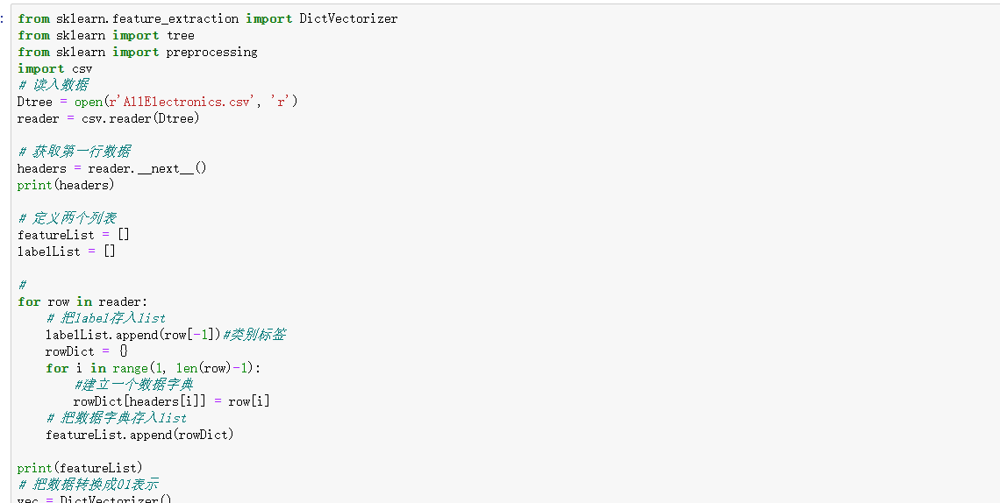 :
from sklearn.feature_extraction import DictVectorizer
from sklearn import tree
from sklearn import preprocessing
import csv
# 读入数据
Dtree = open(r'AllElectronics.csv', 'r')
reader = csv.reader(Dtree)
# 获取第一行数据
headers = reader.__next__()
print(headers)
# 定义两个列表
featureList = []
labelList = []
#
for row in reader:
    # 把label存入list
    labelList.append(row[-1])#类别标签
    rowDict = {}
    for i in range(1, len(row)-1):
        #建立一个数据字典
        rowDict[headers[i]] = row[i]
    # 把数据字典存入list
    featureList.append(rowDict)
print(featureList)
# 把数据转换成01表示
vec = DictVectorizer()